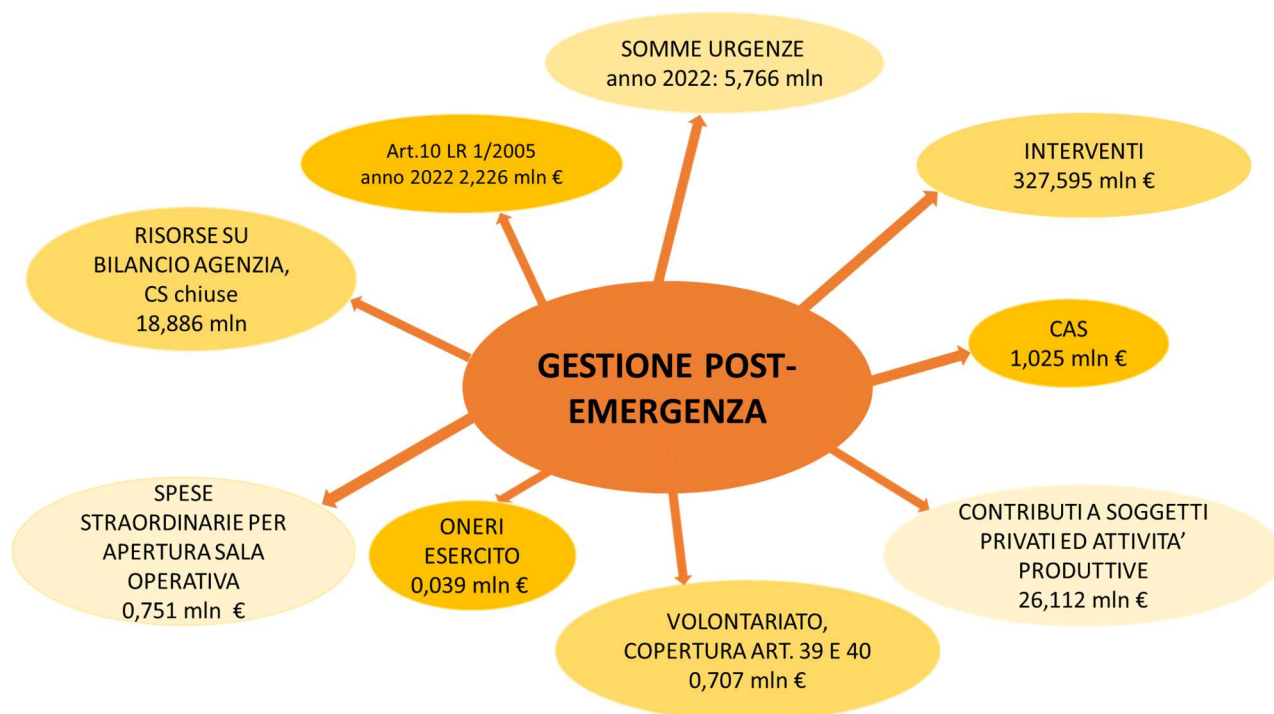 SOMME URGENZE
anno 2022: 5,766 mln
Art.10 LR 1/2005
anno 2022 2,226 mln €
INTERVENTI
327,595 mln €
RISORSE SU
BILANCIO AGENZIA,
CS chiuse
18,886 mln
CAS
1,025 mln €
GESTIONE POST-
EMERGENZA
SPESE
STRAORDINARIE PER
APERTURA SALA
OPERATIVA
0,751 mln €
ONERI
ESERCITO
0,039 mln €
VOLONTARIATO,
COPERTURA ART. 39 E 40
0,707 mln €
CONTRIBUTI A SOGGETTI
PRIVATI ED ATTIVITA’
PRODUTTIVE
26,112 mln €